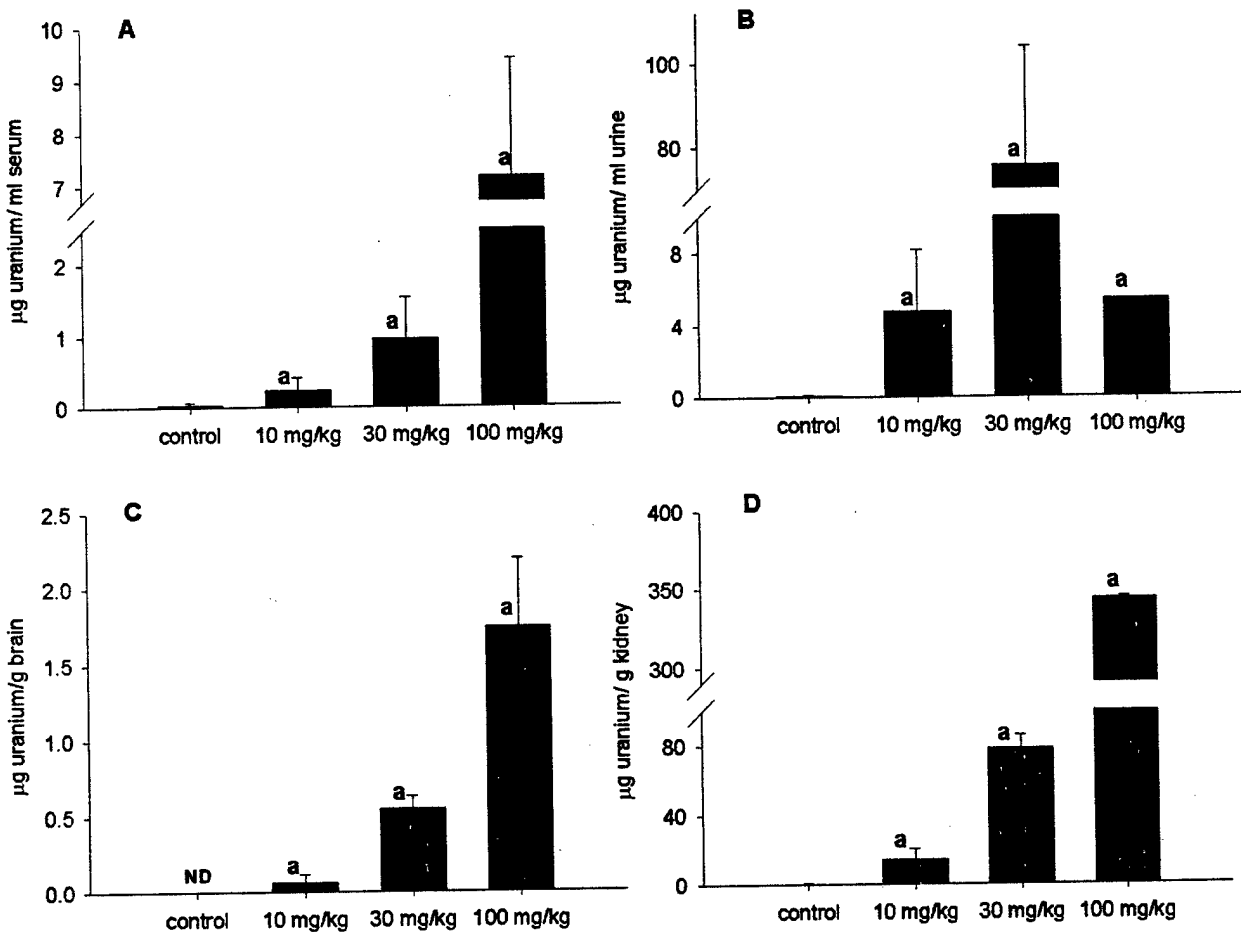 A
µg uranium/ ml serum
10
9
8
7
2
1
0
a
a
a
control
10 mg/kg
30 mg/kg
100 mg/kg
B
µg uranium/ ml urine
100
80
8
4
0
a
a
a
control
10 mg/kg
30 mg/kg
100 mg/kg
C
µg uranium/g brain
2.5
2.0
1.5
1.0
0.5
0.0
ND
a
a
a
control
10 mg/kg
30 mg/kg
100 mg/kg
D
µg uranium/ g kidney
400
350
300
80
40
0
a
a
a
control
10 mg/kg
30 mg/kg
100 mg/kg